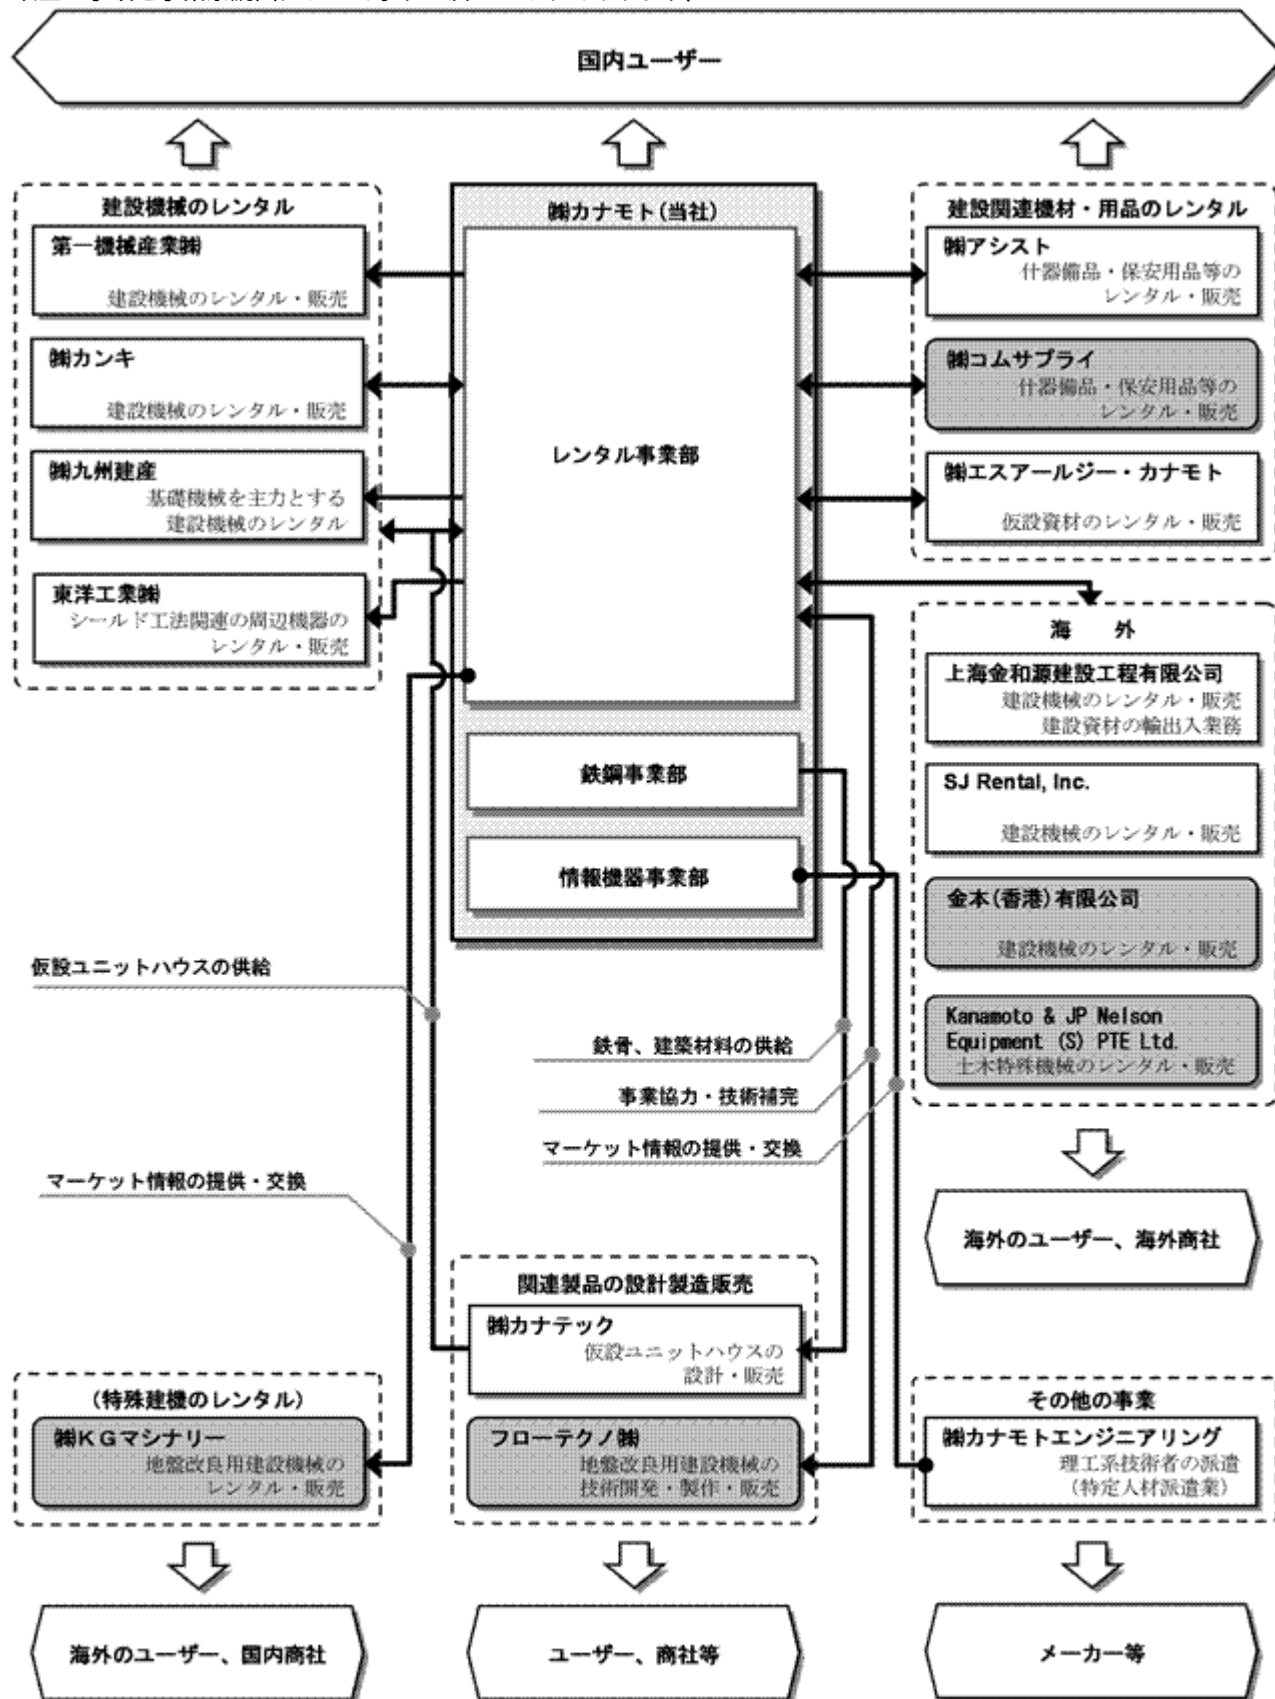 国内ユーザー
建設機械のレンタル
第一機械産業㈱
建設機械のレンタル・販売
㈱カンキ
建設機械のレンタル・販売
㈱九州建産
基礎機械を主力とする
建設機械のレンタル
東洋工業㈱
シールド工法関連の周辺機器の
レンタル・販売
㈱カナモト(当社)
レンタル事業部
鉄鋼事業部
情報機器事業部
建設関連機材・用品のレンタル
㈱アシスト
什器備品・保安用品等の
レンタル・販売
㈱コムサプライ
什器備品・保安用品等の
レンタル・販売
㈱エスアールジー・カナモト
仮設資材のレンタル・販売
海 外
上海金和源建設工程有限公司
建設機械のレンタル・販売
建設資材の輸出入業務
SJ Rental, Inc.
建設機械のレンタル・販売
金本(香港)有限公司
建設機械のレンタル・販売
Kanamoto & JP Nelson
Equipment (S) PTE Ltd.
土木特殊機械のレンタル・販売
海外のユーザー、海外商社
仮設ユニットハウスの供給
鉄骨、建築材料の供給
事業協力・技術補完
マーケット情報の提供・交換
マーケット情報の提供・交換
関連製品の設計製造販売
㈱カナテック
仮設ユニットハウスの
設計・販売
フローテクノ㈱
地盤改良用建設機械の
技術開発・製作・販売
(特殊建機のレンタル)
㈱KGマシナリー
地盤改良用建設機械の
レンタル・販売
その他の事業
㈱カナモトエンジニアリング
理工系技術者の派遣
(特定人材派遣業)
海外のユーザー、国内商社
ユーザー、商社等
メーカー等